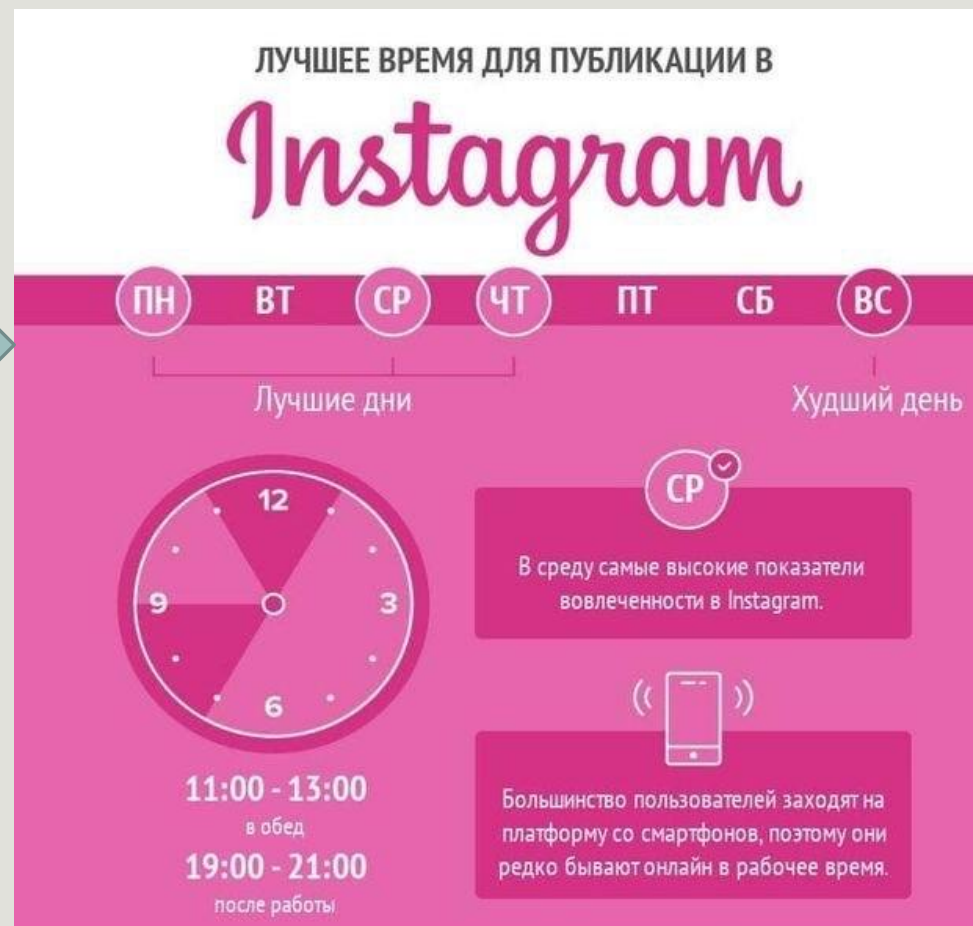 ЛУЧШЕЕ ВРЕМЯ ДЛЯ ПУБЛИКАЦИИ В
Instagram
ПН ВТ СР ЧТ ПТ СБ ВС
Лучшие дни
Худший день
12
9
3
6
11:00 - 13:00
в обед
19:00 - 21:00
после работы
СР
В среду самые высокие показатели
вовлеченности в Instagram.
Большинство пользователей заходят на
платформу со смартфонов, поэтому они
редко бывают онлайн в рабочее время.